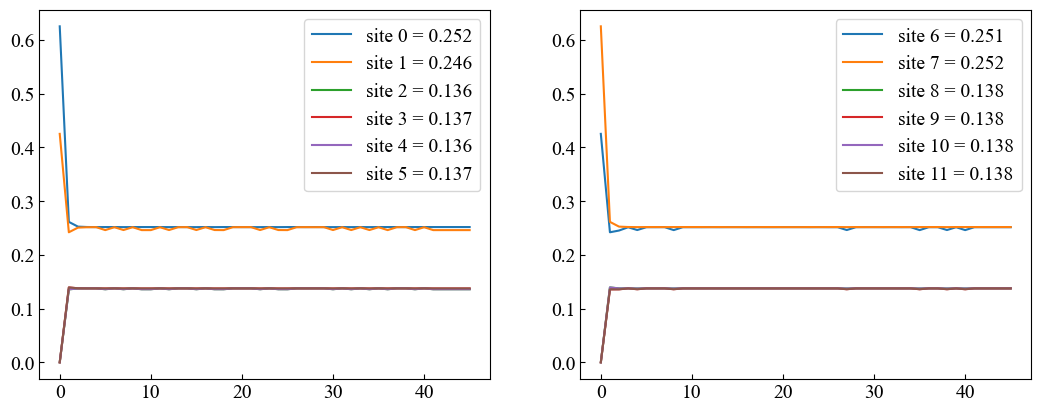 0.6
0.5
0.4
0.3
0.2
0.1
0.0
0
10
20
30
40
site 0 = 0.252
site 1 = 0.246
site 2 = 0.136
site 3 = 0.137
site 4 = 0.136
site 5 = 0.137
0.6
0.5
0.4
0.3
0.2
0.1
0.0
0
10
20
30
40
site 6 = 0.251
site 7 = 0.252
site 8 = 0.138
site 9 = 0.138
site 10 = 0.138
site 11 = 0.138